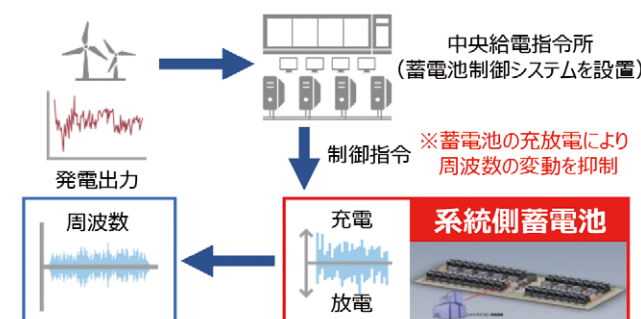 中央給電指令所
（蓄電池制御システムを設置）
制御指令
※蓄電池の充放電により
周波数の変動を抑制
発電出力
周波数
充電
放電
系統側蓄電池